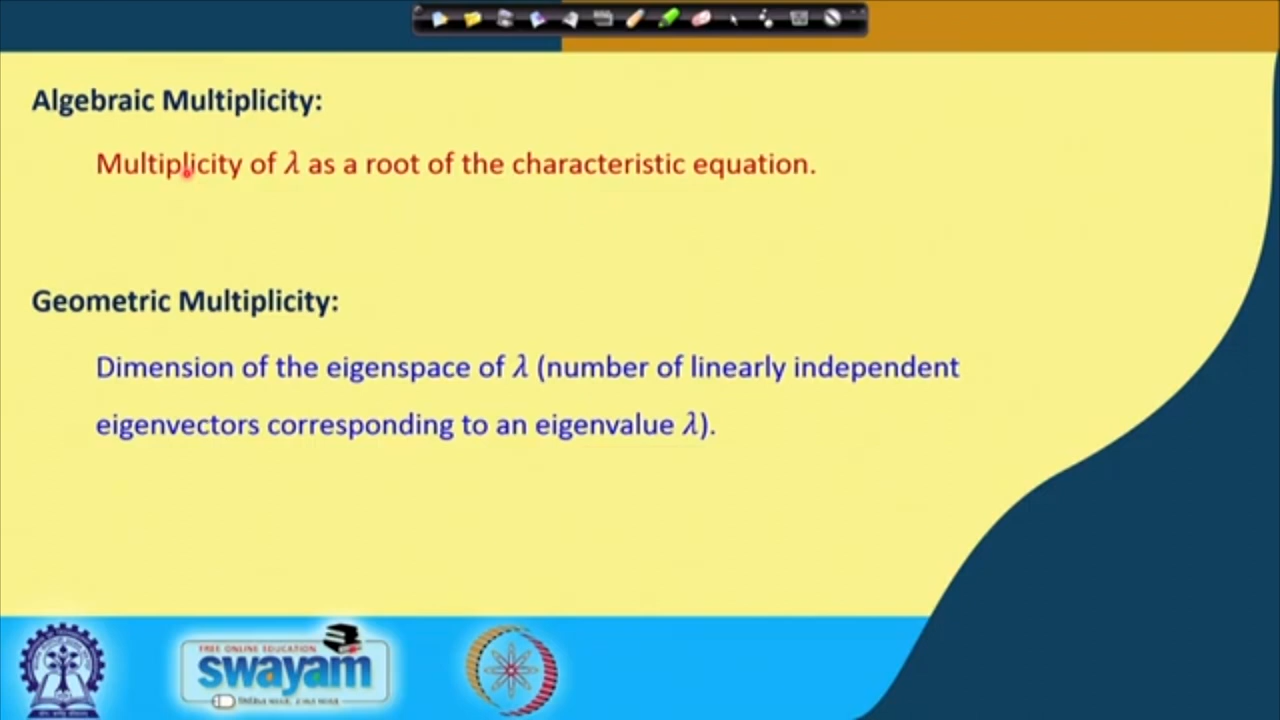 Algebraic Multiplicity:
Multiplicity of λ as a root of the characteristic equation.
Geometric Multiplicity:
Dimension of the eigenspace of λ (number of linearly independent
eigenvectors corresponding to an eigenvalue λ).
FREE ONLINE EDUCATION
swayam